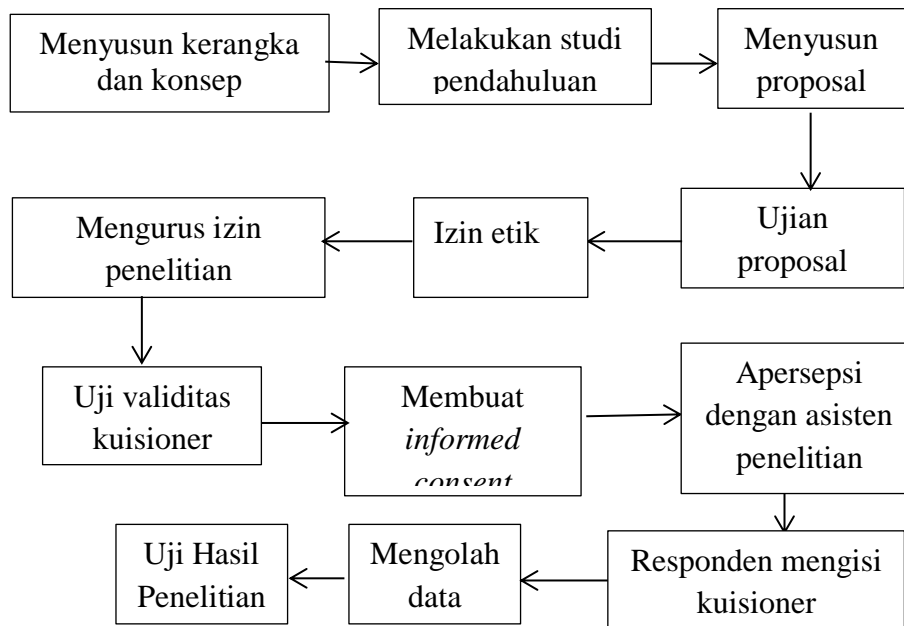 Menyusun kerangka
dan konsep
Melakukan studi
pendahuluan
Menyusun
proposal
Ujian
proposal
Izin etik
Mengurus izin
penelitian
Uji validitas
kuisioner
Membuat
informed
consent
Apersepsi
dengan asisten
penelitian
Responden mengisi
kuisioner
Mengolah
data
Uji Hasil
Penelitian